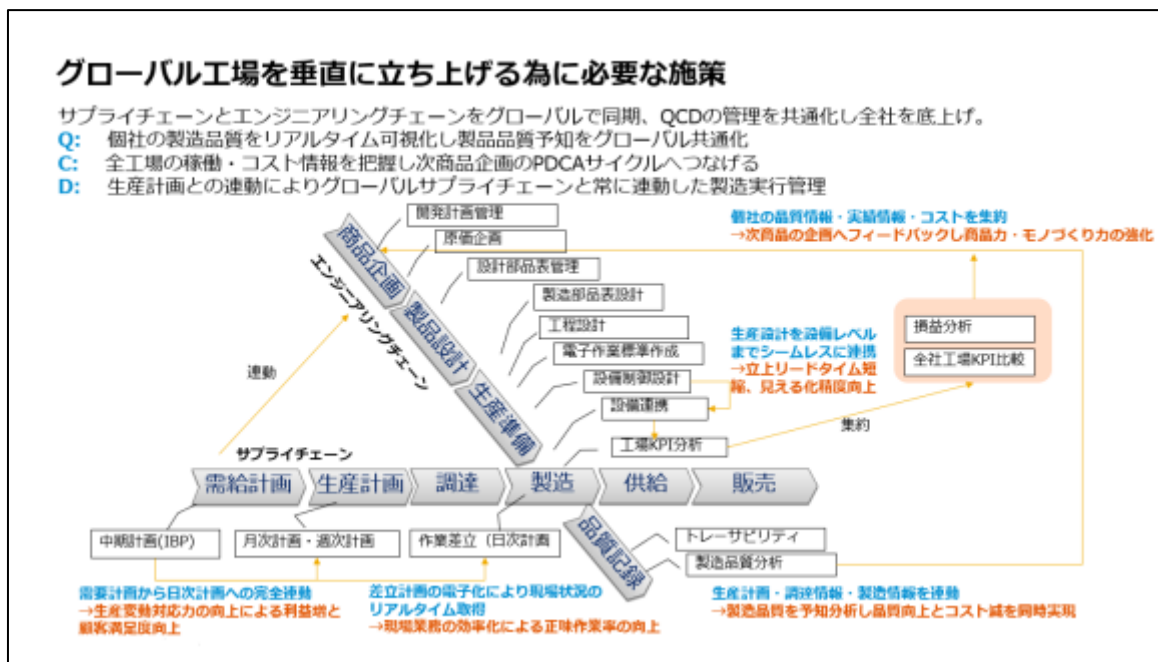 グローバル工場を垂直に立ち上げる為に必要な施策
サプライチェーンとエンジニアリングチェーンをグローバルで同期、QCDの管理を共通化し全社を底上げ。
Q: 個社の製造品質をリアルタイム可視化し製品品質予知をグローバル共通化
C: 全工場の稼働・コスト情報を把握し次商品企画のPDCAサイクルへつなげる
D: 生産計画との連動によりグローバルサプライチェーンと常に連動した製造実行管理
開発計画管理
原価企画
設計部品表管理
製造部品表設計
工程設計
電子作業標準作成
設備制御設計
設備連携
工場KPI分析
商品企画
製品設計
生産準備
エンジニアリングチェーン
連動
個社の品質情報・実績情報・コストを集約
→次商品の企画へフィードバックし商品力・モノづくり力の強化
生産設計を設備レベル
までシームレスに連携
→立上リードタイム短
縮、見える化精度向上
損益分析
全社工場KPI比較
集約
サプライチェーン
需給計画
生産計画
調達
製造
供給
販売
中期計画(IBP)
月次計画・週次計画
作業差立(日次計画
品質記録
トレーサビリティ
製造品質分析
需要計画から日次計画への完全連動
→生産変動対応力の向上による利益増と
顧客満足度向上
差立計画の電子化により現場状況の
リアルタイム取得
→現場業務の効率化による正味作業率の向上
生産計画・調達情報・製造情報を連動
→製造品質を予知分析し品質向上とコスト減を同時実現